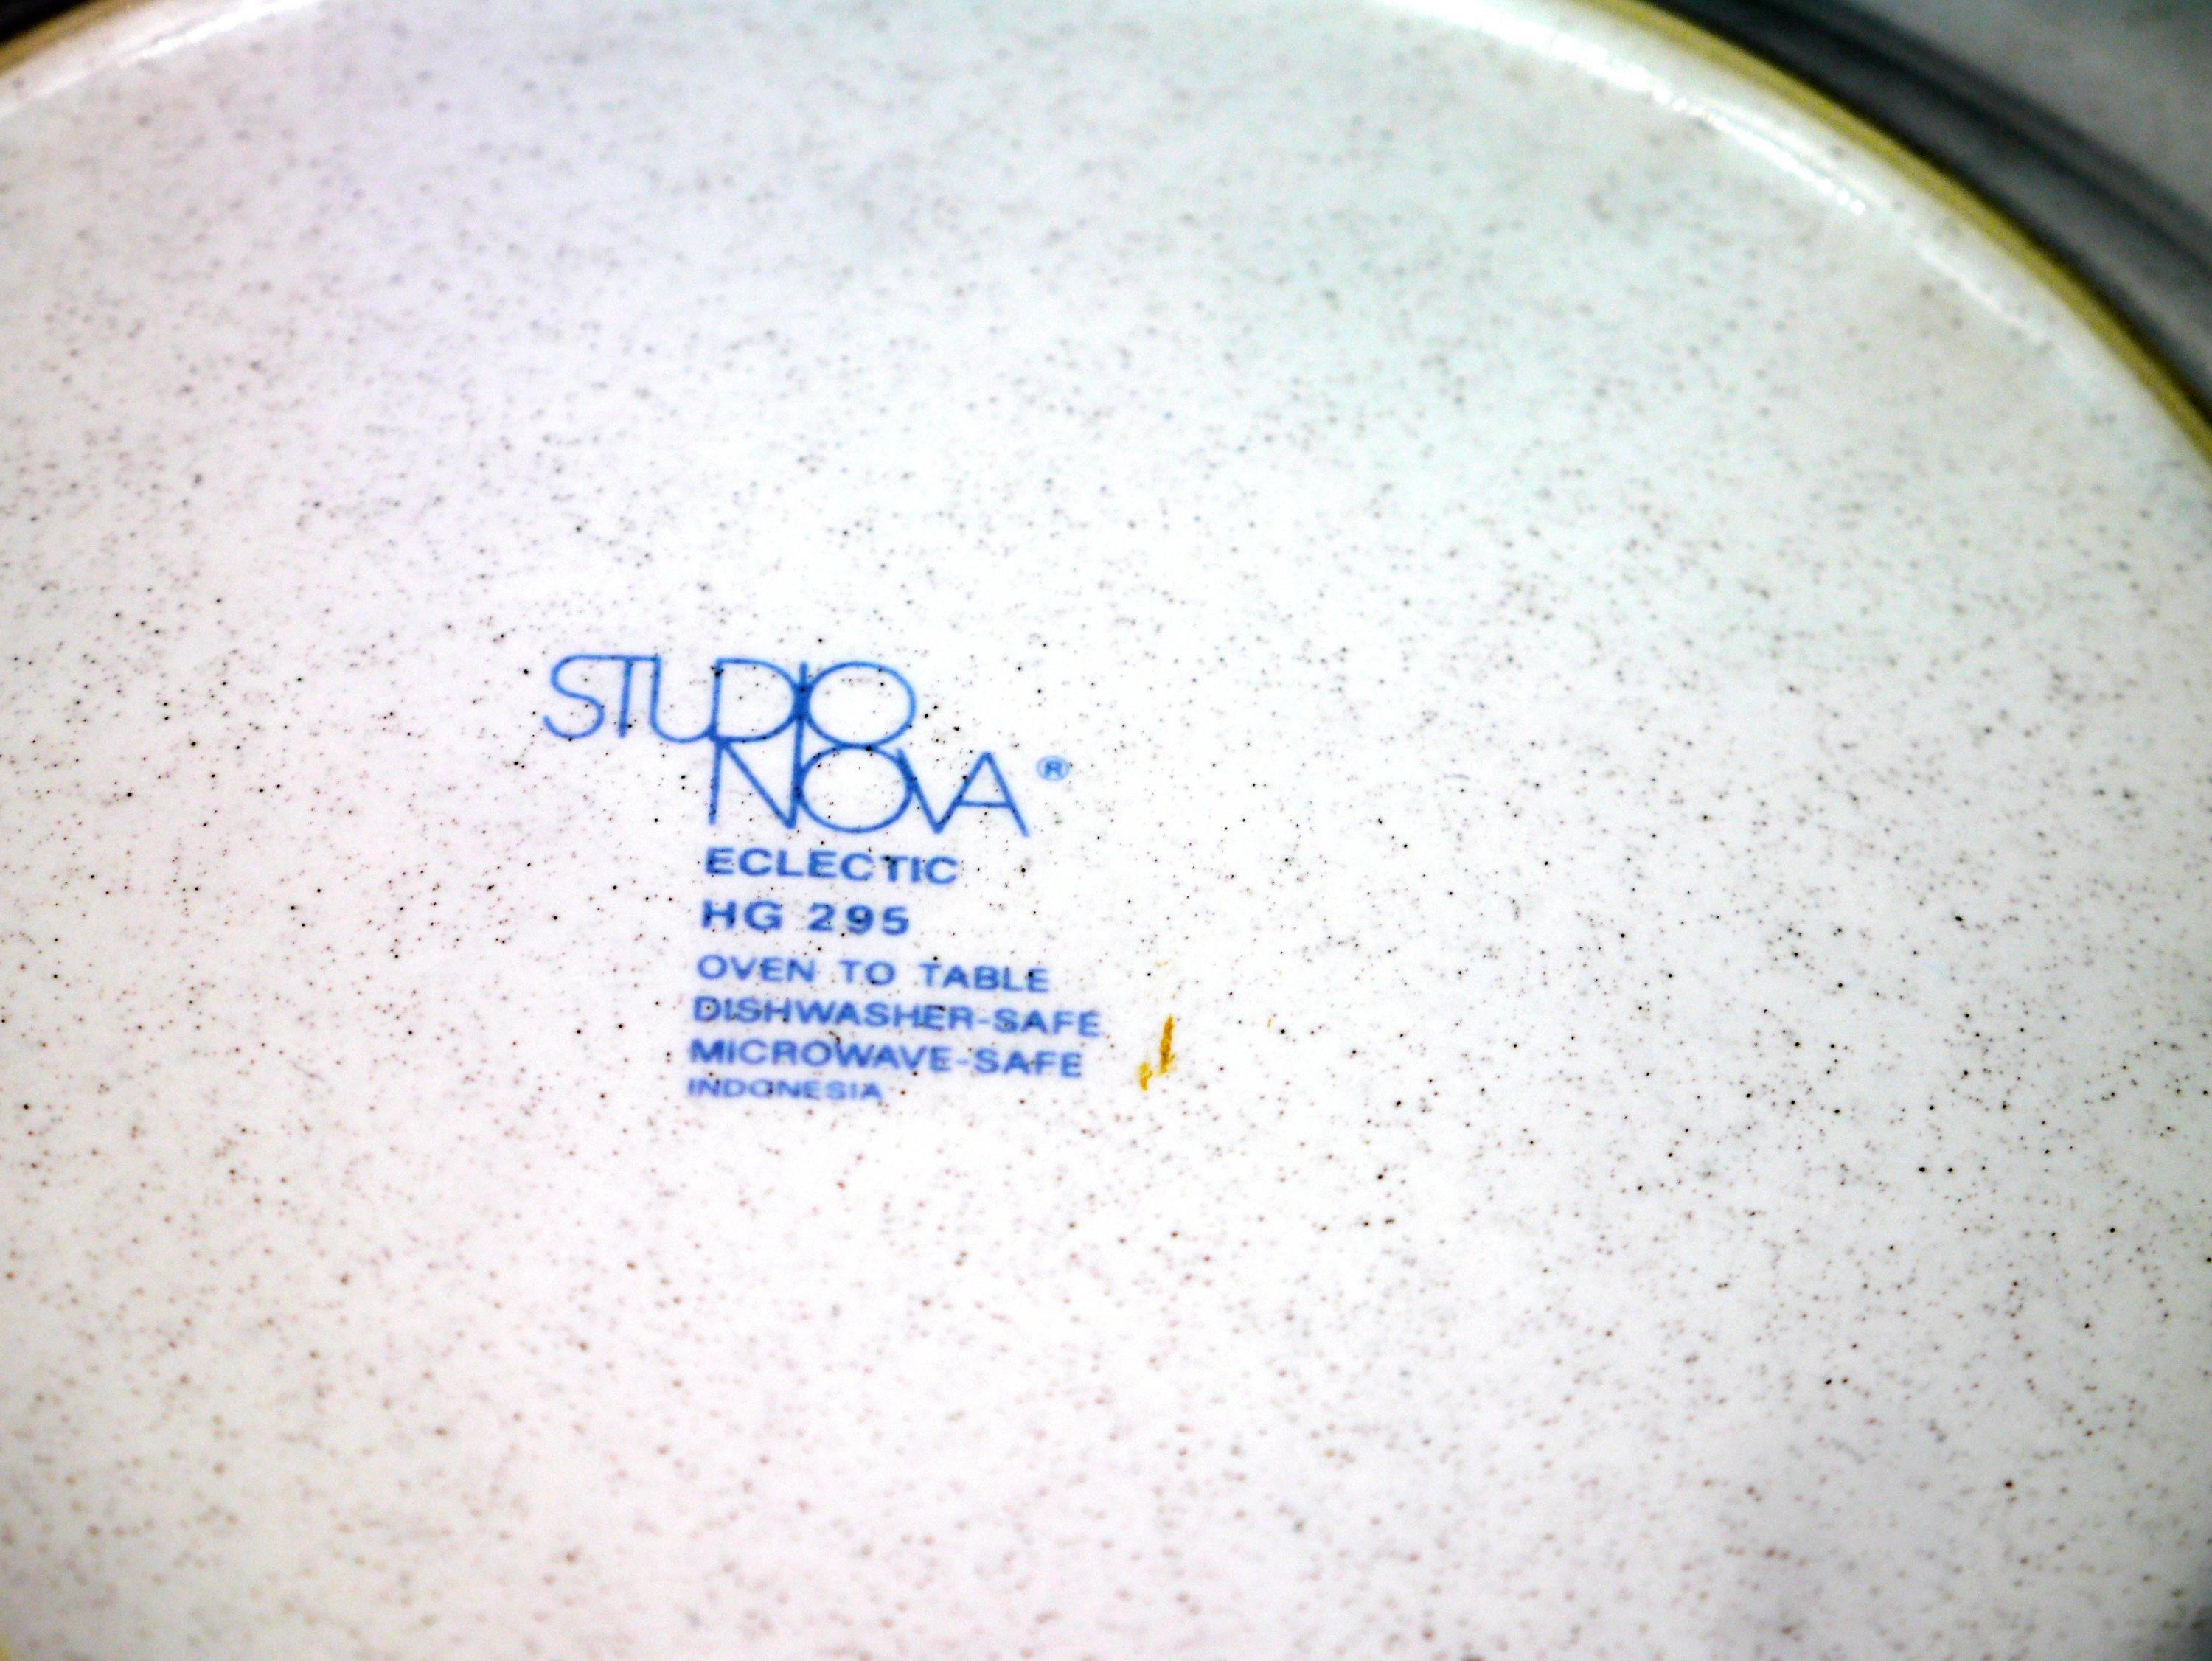 STUDIO
NOVA ®
ECLECTIC
HG 295
OVEN TO TABLE
DISHWASHER-SAFE
MICROWAVE-SAFE
INDONESIA